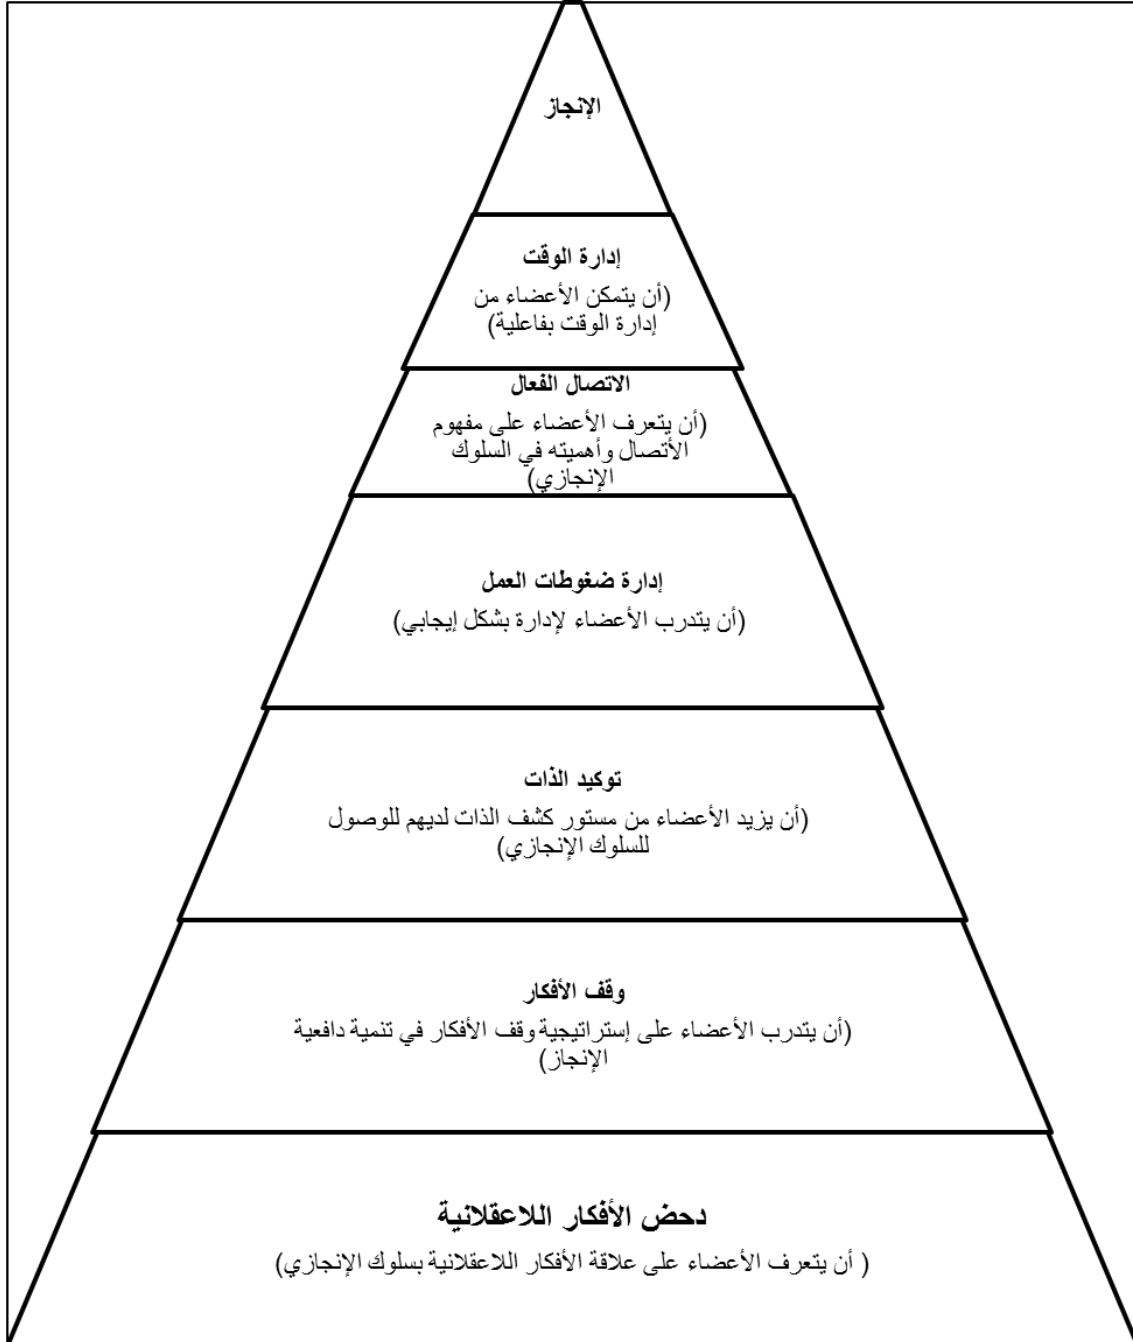 الإنجاز
إدارة الوقت
(أن يتمكن الأعضاء من
إدارة الوقت بفاعلية)
الاتصال الفعال
(أن يتعرف الأعضاء على مفهوم
الأتصال وأهميته في السلوك
الإنجازي)
إدارة ضغوطات العمل
(أن يتدرب الأعضاء لإدارة بشكل إيجابي)
توكيد الذات
(أن يزيد الأعضاء من مستور كشف الذات لديهم للوصول
للسلوك الإنجازي)
وقف الأفكار
(أن يتدرب الأعضاء على إستراتيجية وقف الأفكار في تنمية دافعية
الإنجاز)
دحض الأفكار اللاعقلانية
( أن يتعرف الأعضاء على علاقة الأفكار اللاعقلانية بسلوك الإنجازي)